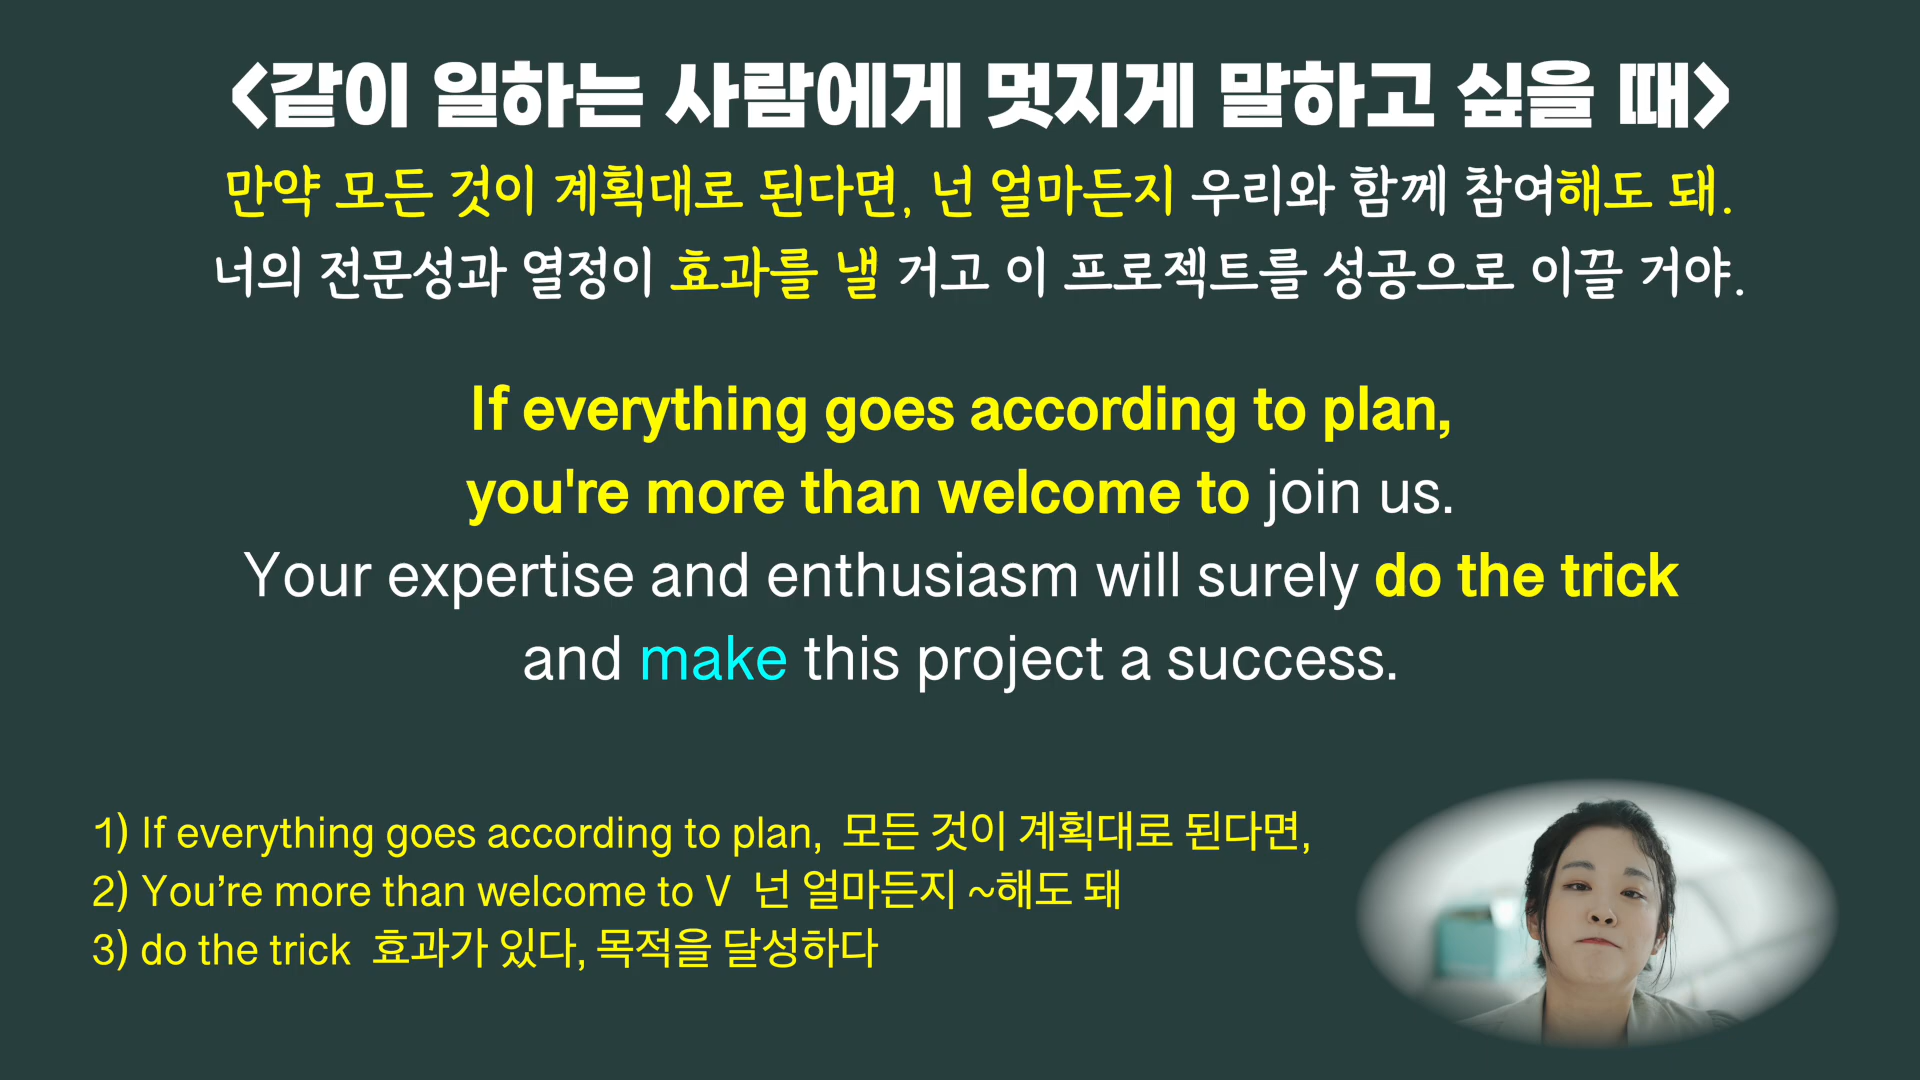 <같이 일하는 사람에게 멋지게 말하고 싶을 때>
만약 모든 것이 계획대로 된다면, 넌 얼마든지 우리와 함께 참여해도 돼.
너의 전문성과 열정이 효과를 낼 거고 이 프로젝트를 성공으로 이끌 거야.
If everything goes according to plan,
you're more than welcome to join us.
Your expertise and enthusiasm will surely do the trick
and make this project a success.
1) If everything goes according to plan, 모든 것이 계획대로 된다면,
2) You’re more than welcome to V 넌 얼마든지 ~해도 돼
3) do the trick 효과가 있다, 목적을 달성하다